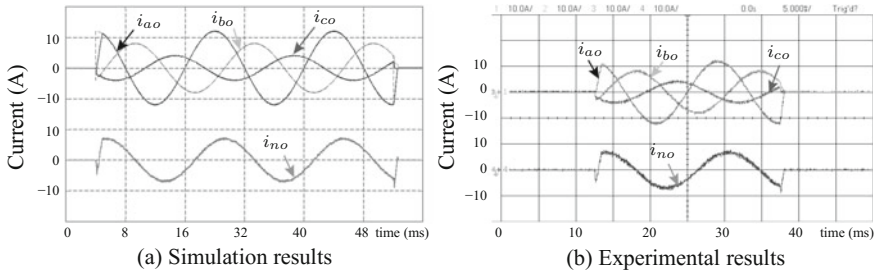 i_ao i_bo i_co
10
0
−10
10
0
−10
i_no
Current (A)
0 8 16 24 32 40 48 time (ms)
(a) Simulation results
1 10.0A/ 2 10.0A/ 3 10.0A/ 4 10.0A/ 0.0s 5.000s/ Trig'd?
i_ao i_bo i_co
10
0
−10
10
0
−10
i_no
Current (A)
0 10 20 30 40 time (ms)
(b) Experimental results